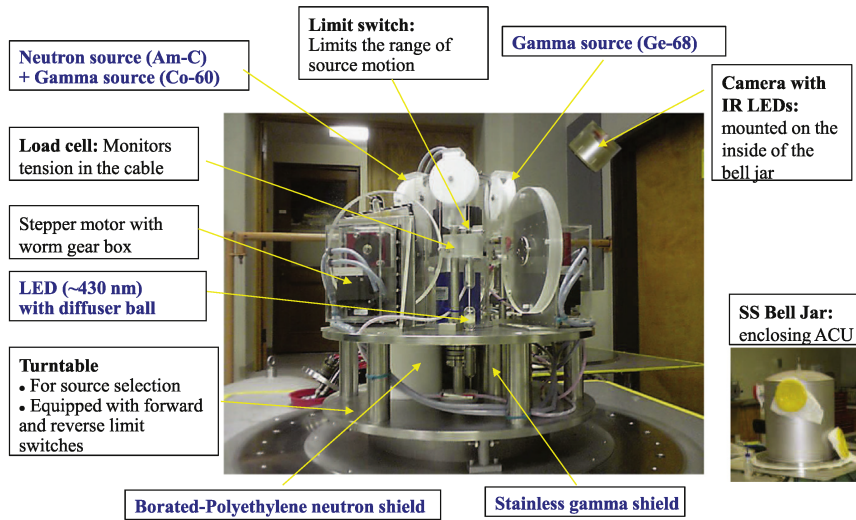 Limit switch:
Limits the range of
source motion
Neutron source (Am-C)
+ Gamma source (Co-60)
Gamma source (Ge-68)
Camera with
IR LEDs:
mounted on the
inside of the
bell jar
Load cell: Monitors
tension in the cable
Stepper motor with
worm gear box
LED (~430 nm)
with diffuser ball
SS Bell Jar:
enclosing ACU
Turntable
• For source selection
• Equipped with forward
and reverse limit
switches
Borated-Polyethylene neutron shield
Stainless gamma shield